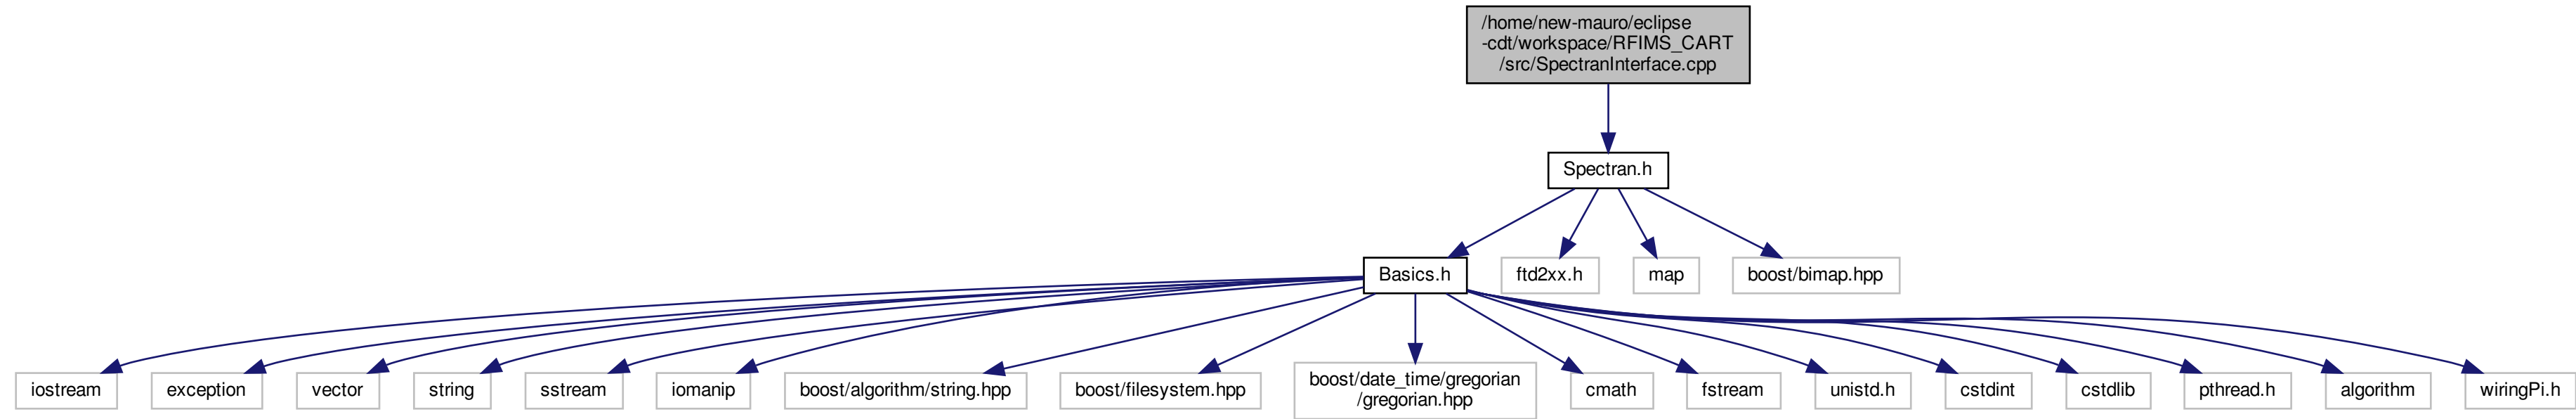 /home/new-mauro/eclipse
-cdt/workspace/RFIMS_CART
/src/SpectranInterface.cpp
Spectran.h
Basics.h
ftd2xx.h
map
boost/bimap.hpp
iostream
exception
vector
string
sstream
iomanip
boost/algorithm/string.hpp
boost/filesystem.hpp
boost/date_time/gregorian
/gregorian.hpp
cmath
fstream
unistd.h
cstdint
cstdlib
pthread.h
algorithm
wiringPi.h